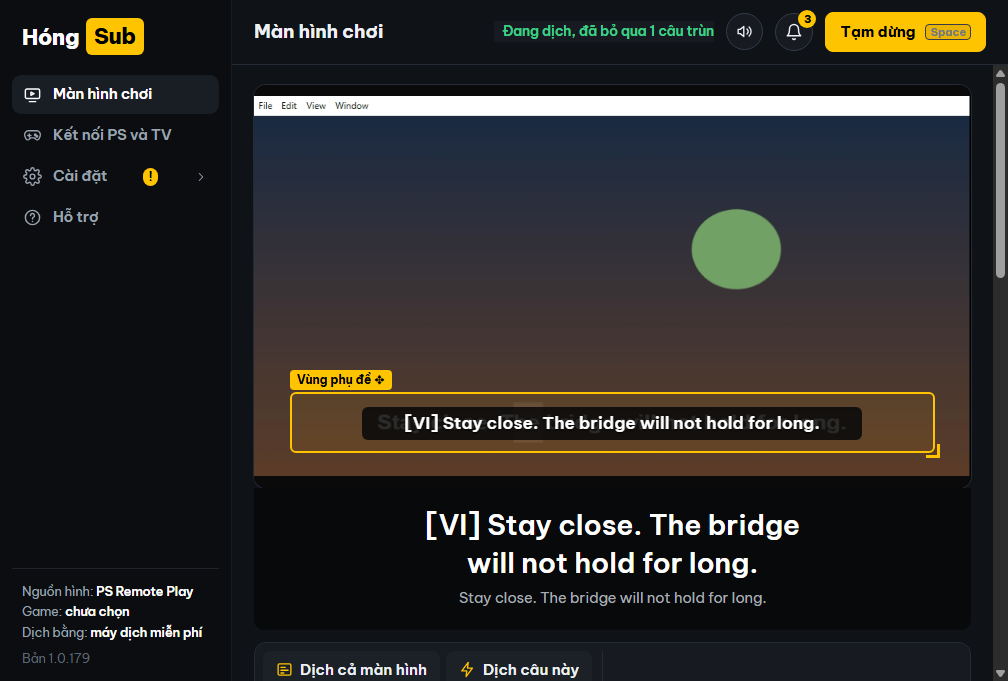 Hóng Sub
Màn hình chơi
Kết nối PS và TV
Cài đặt
!
Hỗ trợ
Nguồn hình: PS Remote Play
Game: chưa chọn
Dịch bằng: máy dịch miễn phí
Bản 1.0.179
Màn hình chơi
Đang dịch, đã bỏ qua 1 câu trùn
3
Tạm dừng Space
File Edit View Window
Vùng phụ đề
[VI] Stay close. The bridge will not hold for long.
[VI] Stay close. The bridge
will not hold for long.
Stay close. The bridge will not hold for long.
Dịch cả màn hình
Dịch câu này